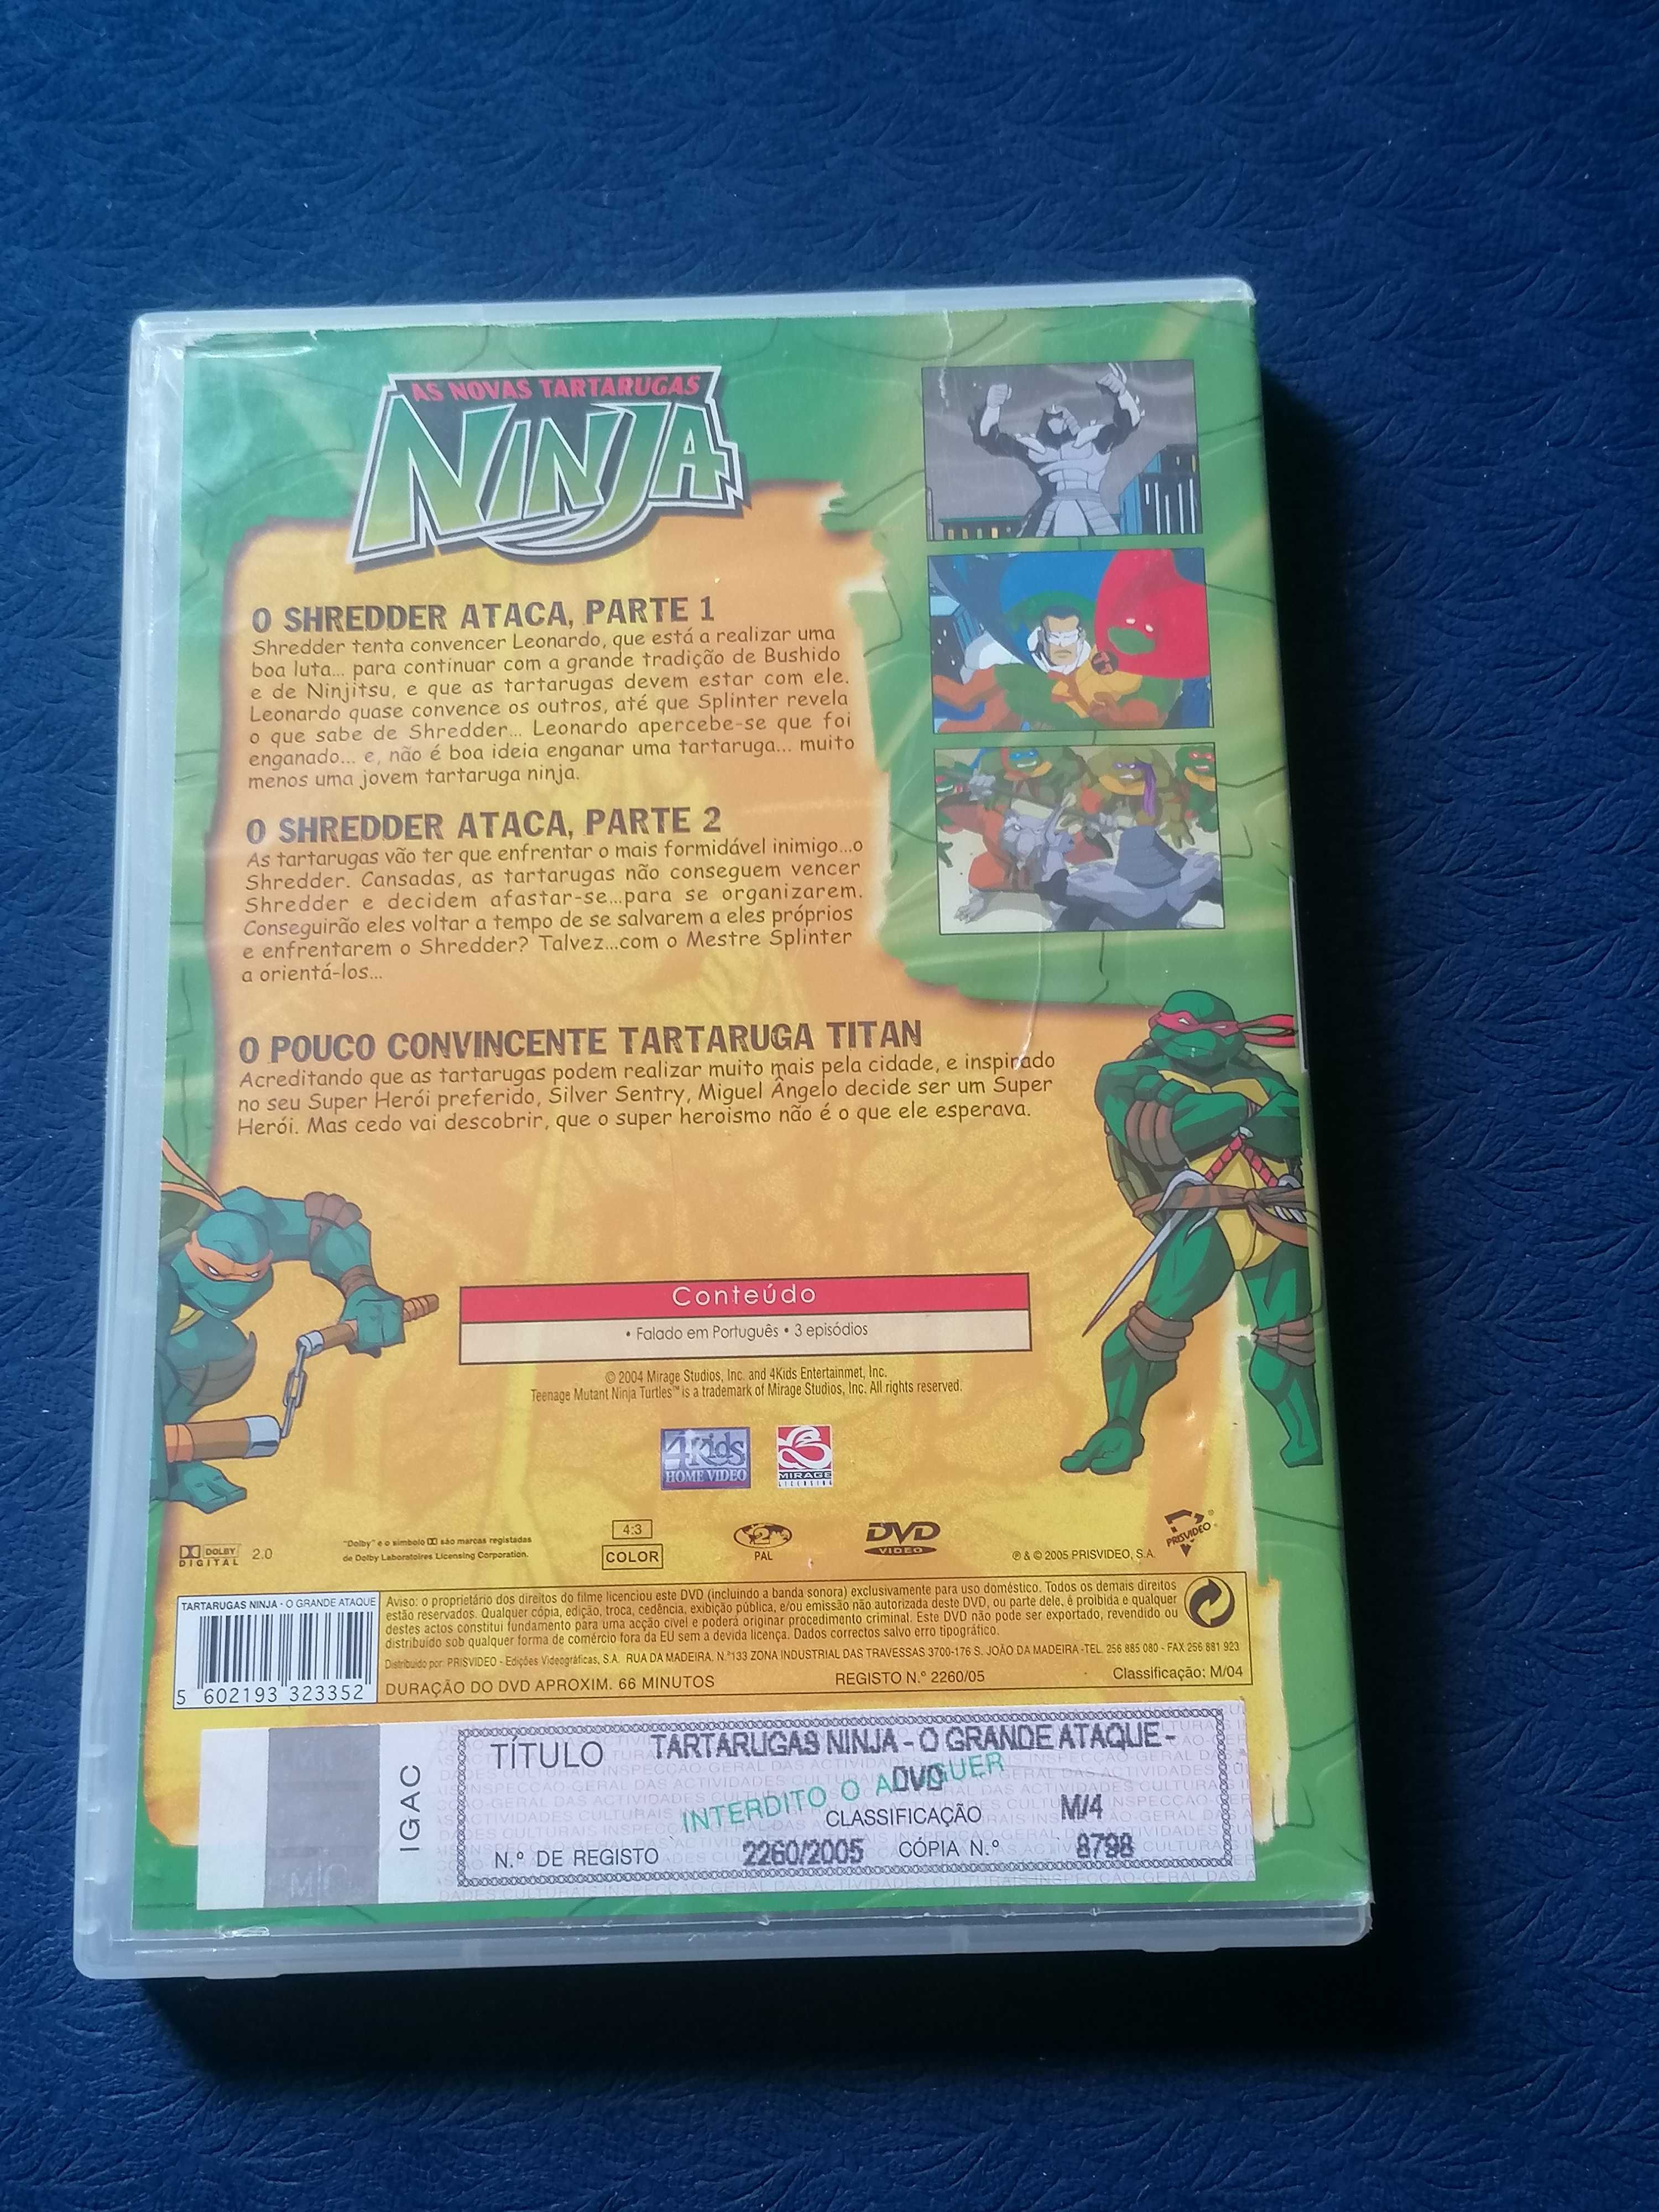 AS NOVAS TARTARUGAS
NINJA
O SHREDDER ATACA, PARTE 1
Shredder tenta convencer Leonardo, que está a realizar uma
boa luta... para continuar com a grande tradição de Bushido
e de Ninjitsu, e que as tartarugas devem estar com ele.
Leonardo quase convence os outros, até que Splinter revela
o que sabe de Shredder... Leonardo apercebe-se que foi
enganado... e, não é boa ideia enganar uma tartaruga... muito
menos uma jovem tartaruga ninja.
O SHREDDER ATACA, PARTE 2
As tartarugas vão ter que enfrentar o mais formidável inimigo...o
Shredder. Cansadas, as tartarugas não conseguem vencer
Shredder e decidem afastar-se...para se organizarem.
Conseguirão eles voltar a tempo de se salvarem a eles próprios
e enfrentarem o Shredder? Talvez...com o Mestre Splinter
a orientá-los...
O POUCO CONVINCENTE TARTARUGA TITAN
Acreditando que as tartarugas podem realizar muito mais pela cidade, e inspirado
no seu Super Herói preferido, Silver Sentry, Miguel Ângelo decide ser um Super
Herói. Mas cedo vai descobrir, que o super heroismo não é o que ele esperava.
Conteúdo
• Falado em Português • 3 episódios
© 2004 Mirage Studios, Inc. and 4Kids Entertainmet, Inc.
Teenage Mutant Ninja Turtles™ is a trademark of Mirage Studios, Inc. All rights reserved.
4Kids
HOME VIDEO
MIRAGE
LICENSING
DOLBY
DIGITAL 2.0
"Dolby" e o símbolo DD são marcas registadas
de Dolby Laboratoires Licensing Corporation.
4:3
COLOR
2
PAL
DVD
VIDEO
PRISVIDEO
℗ & © 2005 PRISVIDEO, S.A.
TARTARUGAS NINJA - O GRANDE ATAQUE
5 602193 323352
Aviso: o proprietário dos direitos do filme licenciou este DVD (incluindo a banda sonora) exclusivamente para uso doméstico. Todos os demais direitos
estão reservados. Qualquer cópia, edição, troca, cedência, exibição pública, e/ou emissão não autorizada deste DVD, ou parte dele, é proibida e qualquer
destes actos constitui fundamento para uma acção cível e poderá originar procedimento criminal. Este DVD não pode ser exportado, revendido ou
distribuído sob qualquer forma de comércio fora da EU sem a devida licença. Dados correctos salvo erro tipográfico.
Distribuído por: PRISVIDEO - Edições Videográficas, S.A. RUA DA MADEIRA, N.º133 ZONA INDUSTRIAL DAS TRAVESSAS 3700-176 S. JOÃO DA MADEIRA -TEL. 256 885 080 - FAX 256 881 923
DURAÇÃO DO DVD APROXIM. 66 MINUTOS REGISTO N.º 2260/05 Classificação: M/04
IGAC
TÍTULO TARTARUGAS NINJA - O GRANDE ATAQUE -
DVD
INTERDITO O ALUGUER
CLASSIFICAÇÃO M/4
N.º DE REGISTO 2260/2005 CÓPIA N.º 8798